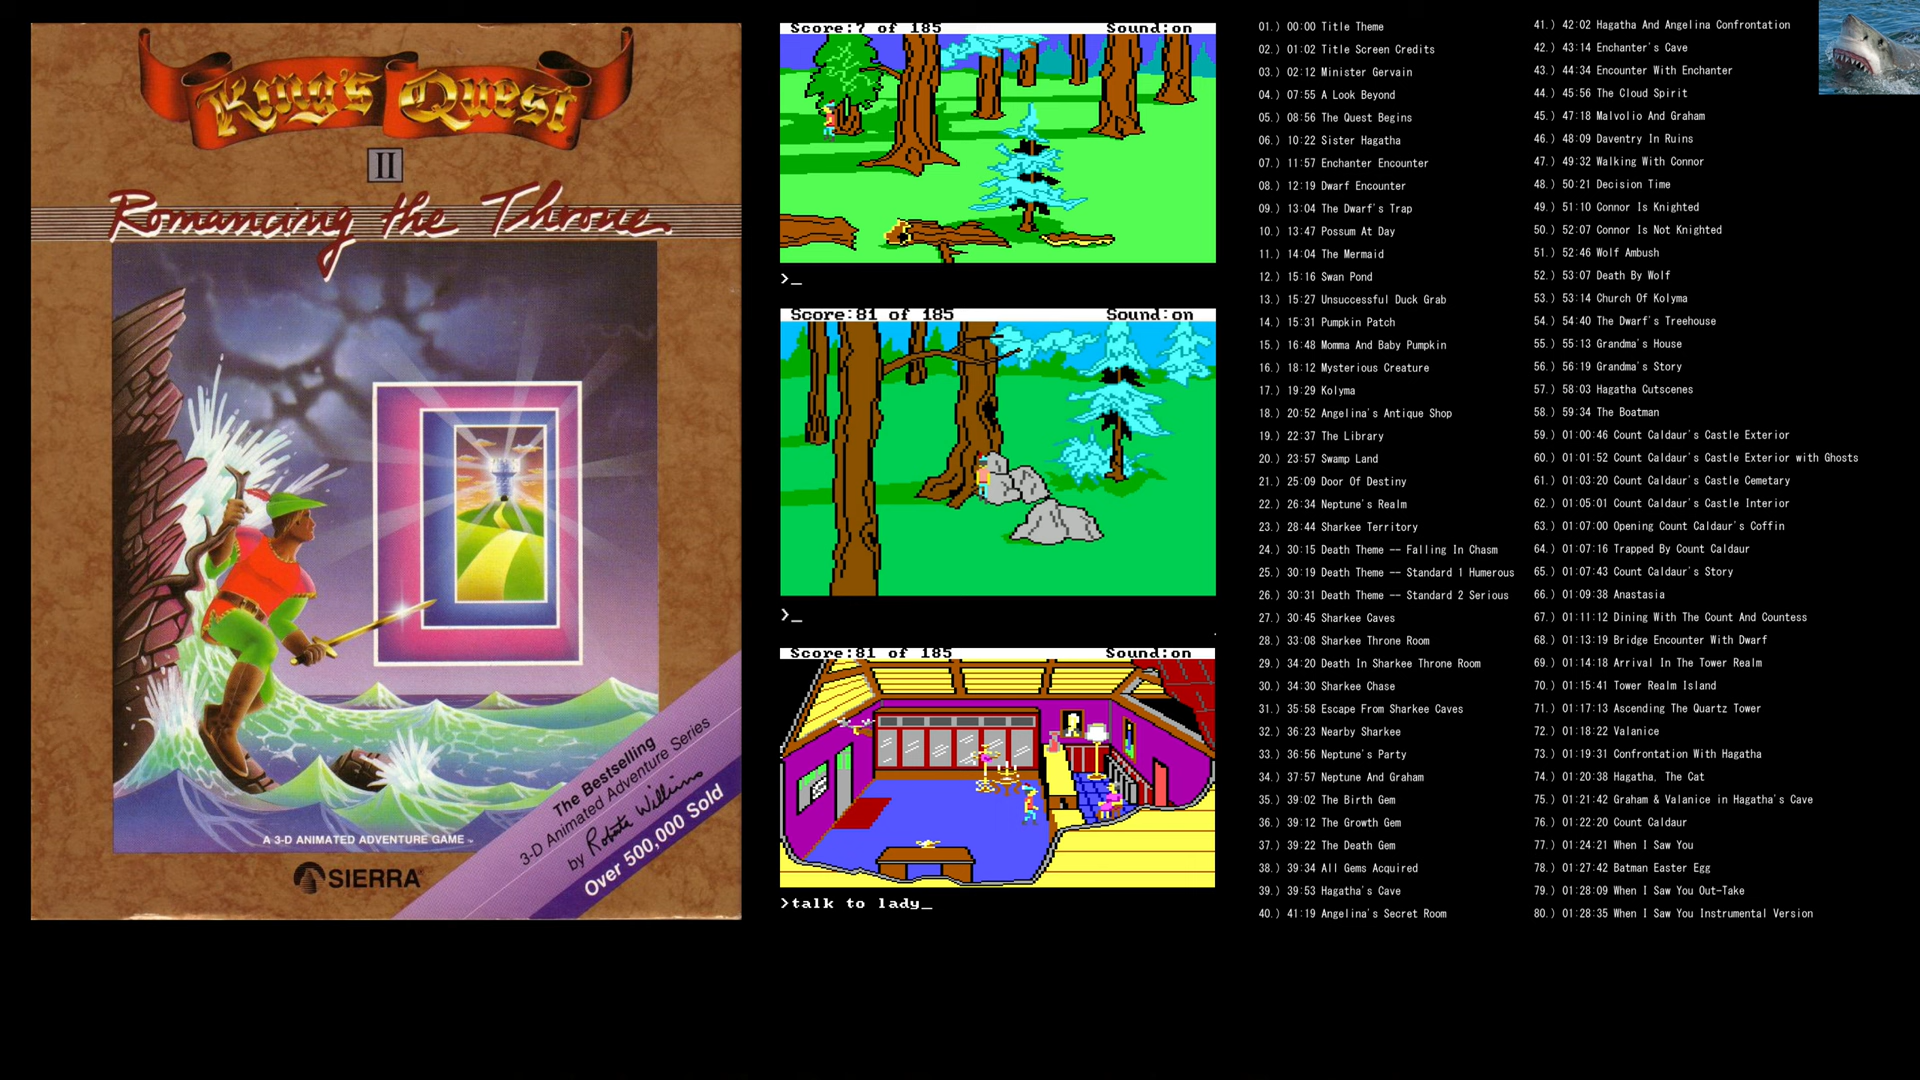 King's Quest
II
Romancing the Throne
The Bestselling
3-D Animated Adventure Series
by Roberta Williams
Over 500,000 Sold
A 3-D ANIMATED ADVENTURE GAME
SIERRA
Score:7 of 185 Sound:on
>_
Score:81 of 185 Sound:on
>_
Score:81 of 185 Sound:on
>talk to lady_
01.) 00:00 Title Theme
02.) 01:02 Title Screen Credits
03.) 02:12 Minister Gervain
04.) 07:55 A Look Beyond
05.) 08:56 The Quest Begins
06.) 10:22 Sister Hagatha
07.) 11:57 Enchanter Encounter
08.) 12:19 Dwarf Encounter
09.) 13:04 The Dwarf's Trap
10.) 13:47 Possum At Day
11.) 14:04 The Mermaid
12.) 15:16 Swan Pond
13.) 15:27 Unsuccessful Duck Grab
14.) 15:31 Pumpkin Patch
15.) 16:48 Momma And Baby Pumpkin
16.) 18:12 Mysterious Creature
17.) 19:29 Kolyma
18.) 20:52 Angelina's Antique Shop
19.) 22:37 The Library
20.) 23:57 Swamp Land
21.) 25:09 Door Of Destiny
22.) 26:34 Neptune's Realm
23.) 28:44 Sharkee Territory
24.) 30:15 Death Theme -- Falling In Chasm
25.) 30:19 Death Theme -- Standard 1 Humerous
26.) 30:31 Death Theme -- Standard 2 Serious
27.) 30:45 Sharkee Caves
28.) 33:08 Sharkee Throne Room
29.) 34:20 Death In Sharkee Throne Room
30.) 34:30 Sharkee Chase
31.) 35:58 Escape From Sharkee Caves
32.) 36:23 Nearby Sharkee
33.) 36:56 Neptune's Party
34.) 37:57 Neptune And Graham
35.) 39:02 The Birth Gem
36.) 39:12 The Growth Gem
37.) 39:22 The Death Gem
38.) 39:34 All Gems Acquired
39.) 39:53 Hagatha's Cave
40.) 41:19 Angelina's Secret Room
41.) 42:02 Hagatha And Angelina Confrontation
42.) 43:14 Enchanter's Cave
43.) 44:34 Encounter With Enchanter
44.) 45:56 The Cloud Spirit
45.) 47:18 Malvolio And Graham
46.) 48:09 Daventry In Ruins
47.) 49:32 Walking With Connor
48.) 50:21 Decision Time
49.) 51:10 Connor Is Knighted
50.) 52:07 Connor Is Not Knighted
51.) 52:46 Wolf Ambush
52.) 53:07 Death By Wolf
53.) 53:14 Church Of Kolyma
54.) 54:40 The Dwarf's Treehouse
55.) 55:13 Grandma's House
56.) 56:19 Grandma's Story
57.) 58:03 Hagatha Cutscenes
58.) 59:34 The Boatman
59.) 01:00:46 Count Caldaur's Castle Exterior
60.) 01:01:52 Count Caldaur's Castle Exterior with Ghosts
61.) 01:03:20 Count Caldaur's Castle Cemetary
62.) 01:05:01 Count Caldaur's Castle Interior
63.) 01:07:00 Opening Count Caldaur's Coffin
64.) 01:07:16 Trapped By Count Caldaur
65.) 01:07:43 Count Caldaur's Story
66.) 01:09:38 Anastasia
67.) 01:11:12 Dining With The Count And Countess
68.) 01:13:19 Bridge Encounter With Dwarf
69.) 01:14:18 Arrival In The Tower Realm
70.) 01:15:41 Tower Realm Island
71.) 01:17:13 Ascending The Quartz Tower
72.) 01:18:22 Valanice
73.) 01:19:31 Confrontation With Hagatha
74.) 01:20:38 Hagatha, The Cat
75.) 01:21:42 Graham & Valanice in Hagatha's Cave
76.) 01:22:20 Count Caldaur
77.) 01:24:21 When I Saw You
78.) 01:27:42 Batman Easter Egg
79.) 01:28:09 When I Saw You Out-Take
80.) 01:28:35 When I Saw You Instrumental Version